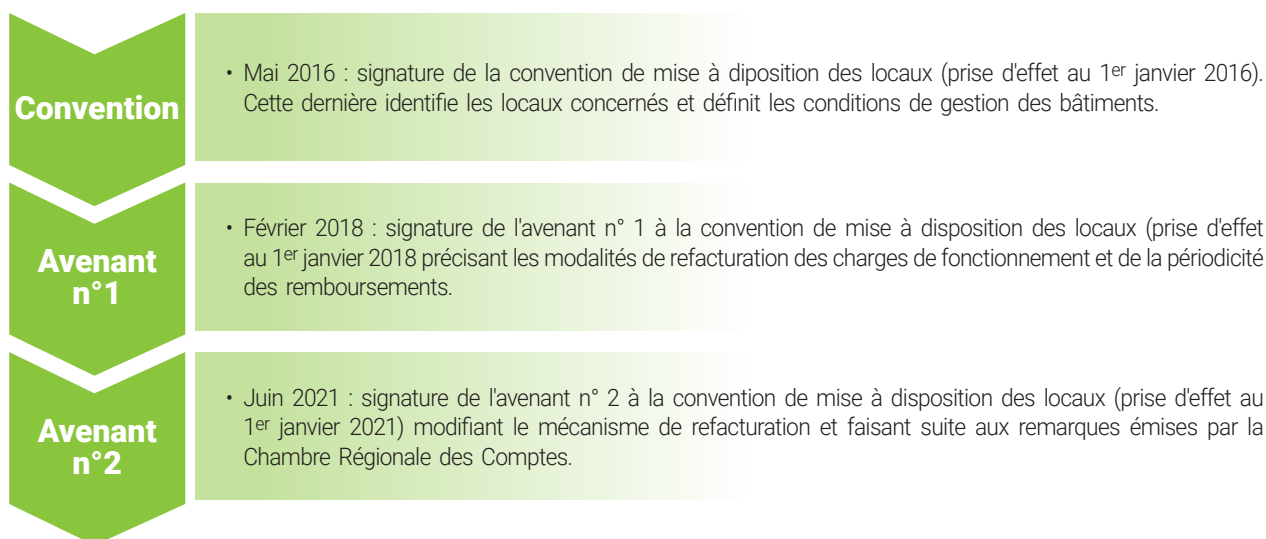 Convention
• Mai 2016 : signature de la convention de mise à diposition des locaux (prise d'effet au 1er janvier 2016).
Cette dernière identifie les locaux concernés et définit les conditions de gestion des bâtiments.
Avenant
n°1
• Février 2018 : signature de l'avenant n° 1 à la convention de mise à disposition des locaux (prise d'effet
au 1er janvier 2018 précisant les modalités de refacturation des charges de fonctionnement et de la périodicité
des remboursements.
Avenant
n°2
• Juin 2021 : signature de l'avenant n° 2 à la convention de mise à disposition des locaux (prise d'effet au
1er janvier 2021) modifiant le mécanisme de refacturation et faisant suite aux remarques émises par la
Chambre Régionale des Comptes.